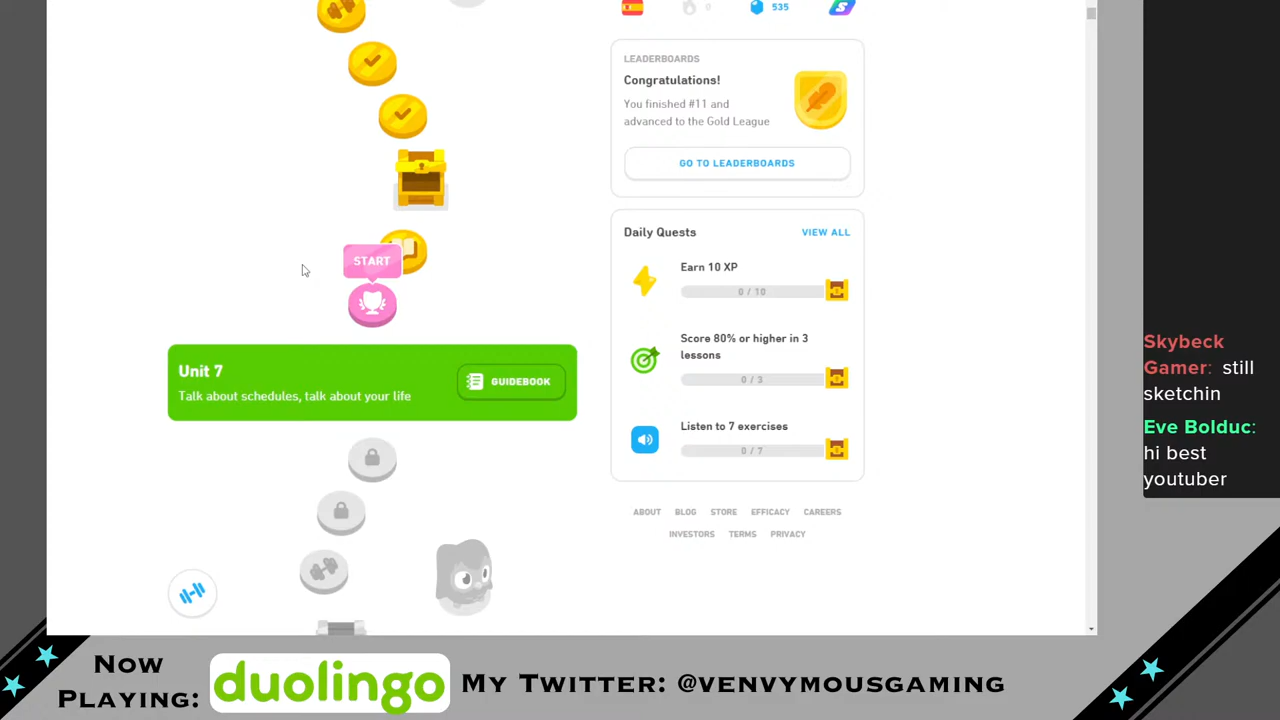 0
535
LEADERBOARDS
Congratulations!
You finished #11 and
advanced to the Gold League
GO TO LEADERBOARDS
START
Daily Quests
VIEW ALL
Earn 10 XP
0 / 10
Score 80% or higher in 3
lessons
0 / 3
Unit 7
Talk about schedules, talk about your life
GUIDEBOOK
Listen to 7 exercises
0 / 7
ABOUT BLOG STORE EFFICACY CAREERS
INVESTORS TERMS PRIVACY
Skybeck
Gamer: still
sketchin
Eve Bolduc:
hi best
youtuber
Now
Playing:
duolingo
My Twitter: @venvymousgaming